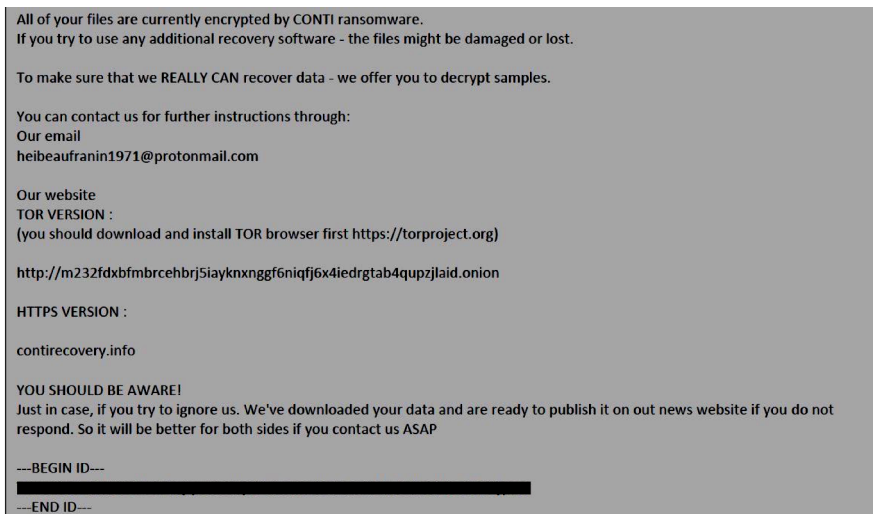 All of your files are currently encrypted by CONTI ransomware.
If you try to use any additional recovery software - the files might be damaged or lost.
To make sure that we REALLY CAN recover data - we offer you to decrypt samples.
You can contact us for further instructions through:
Our email
heibeaufranin1971@protonmail.com
Our website
TOR VERSION :
(you should download and install TOR browser first https://torproject.org)
http://m232fdxbfmbrcehbrj5iayknxnggf6niqfj6x4iedrgtab4qupzjlaid.onion
HTTPS VERSION :
contirecovery.info
YOU SHOULD BE AWARE!
Just in case, if you try to ignore us. We've downloaded your data and are ready to publish it on out news website if you do not
respond. So it will be better for both sides if you contact us ASAP
---BEGIN ID---
---END ID---